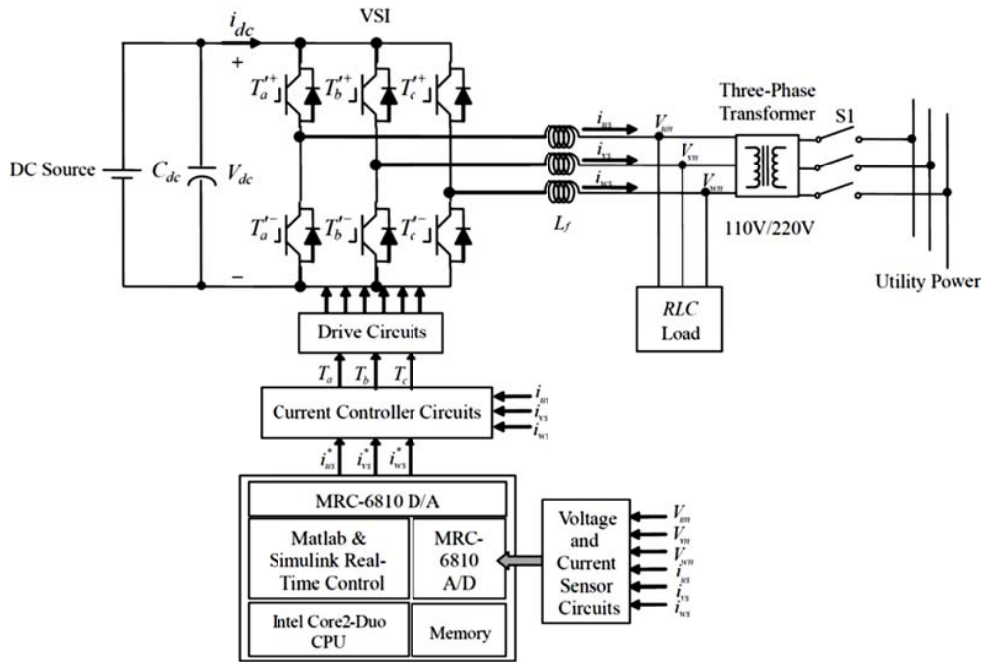 VSI
i_dc
+
T'_a^+
T'_b^+
T'_c^+
Three-Phase
Transformer
S1
i_us
V_un
i_vs
V_vn
i_ws
V_wn
DC Source
C_dc
V_dc
T'_a^-
T'_b^-
T'_c^-
L_f
110V/220V
−
Utility Power
RLC
Load
Drive Circuits
T_a
T_b
T_c
Current Controller Circuits
i_us
i_vs
i_ws
i_us^*
i_vs^*
i_ws^*
MRC-6810 D/A
Matlab &
Simulink Real-
Time Control
MRC-
6810
A/D
Voltage
and
Current
Sensor
Circuits
V_un
V_vn
V_wn
i_us
i_vs
i_ws
Intel Core2-Duo
CPU
Memory